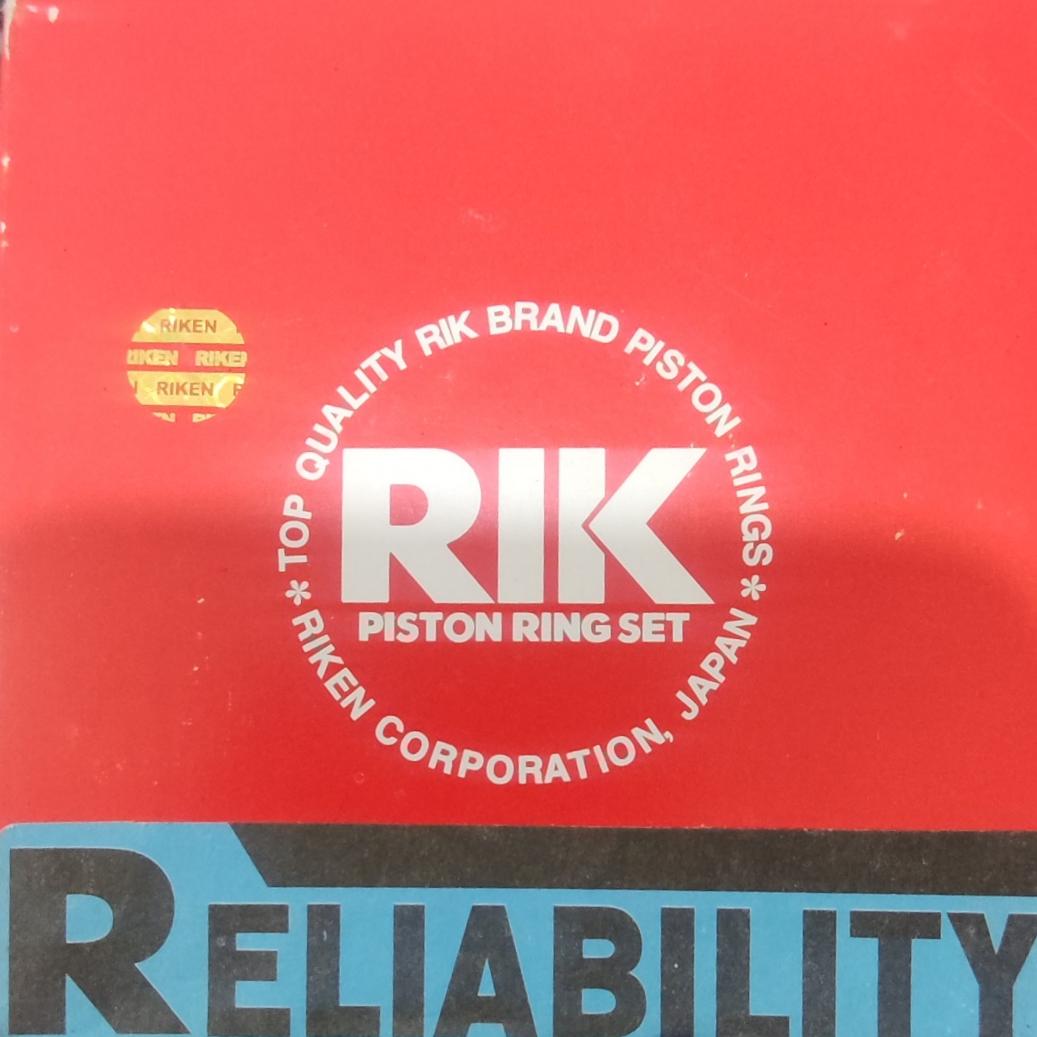 RIKEN
RIKEN RIKEN
RIKEN
TOP QUALITY RIK BRAND PISTON RINGS
RIK
PISTON RING SET
* RIKEN CORPORATION, JAPAN *
RELIABILITY